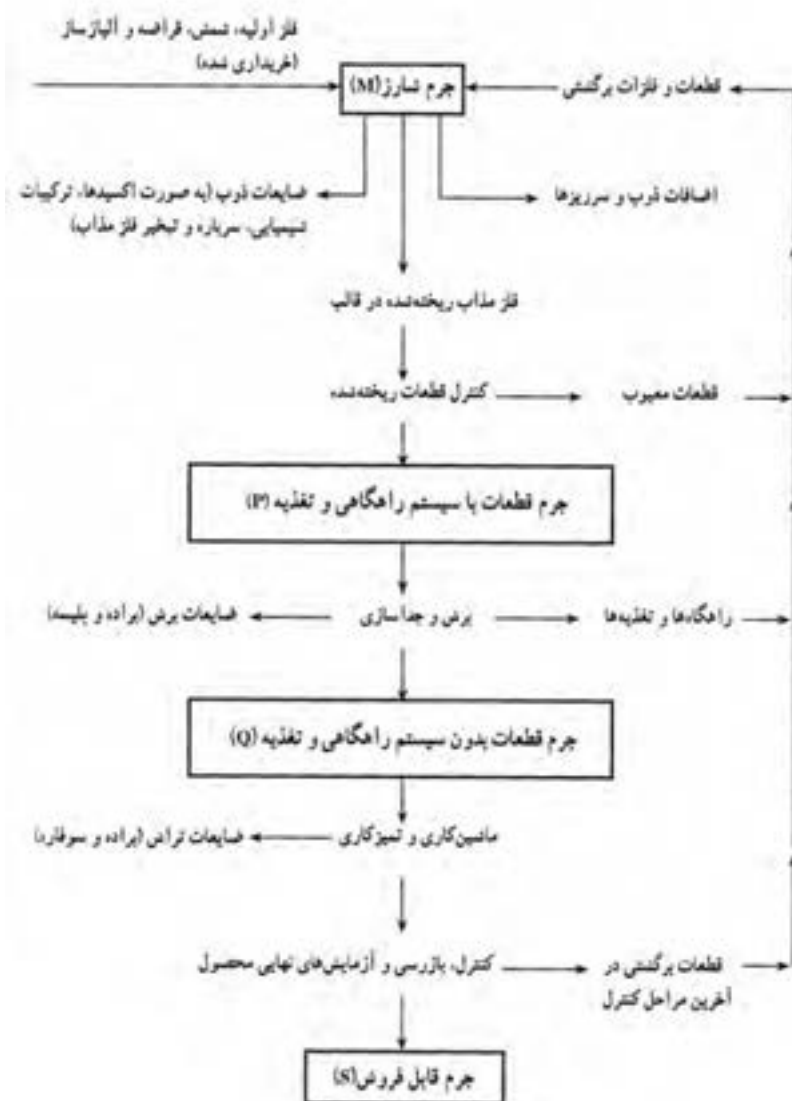 فلز اولیه، شمش، قراضه و آلیاژساز
(خریداری شده)
جرم شارژ(M)
قطعات و فلزات برگشتی
ضایعات ذوب (به صورت اکسیدها، ترکیبات
شیمیایی، سرباره و تبخیر فلز مذاب)
اضافات ذوب و سرریزها
فلز مذاب ریخته‌شده در قالب
کنترل قطعات ریخته‌شده
قطعات معیوب
جرم قطعات با سیستم راهگاهی و تغذیه (P)
راهگاه‌ها و تغذیه‌ها
برش و جداسازی
ضایعات برش (براده و پلیسه)
جرم قطعات بدون سیستم راهگاهی و تغذیه (Q)
ماشین‌کاری و تمیزکاری
ضایعات تراش (براده و سوفاره)
کنترل، بازرسی و آزمایش‌های نهایی محصول
قطعات برگشتی در
آخرین مراحل کنترل
جرم قابل فروش(S)